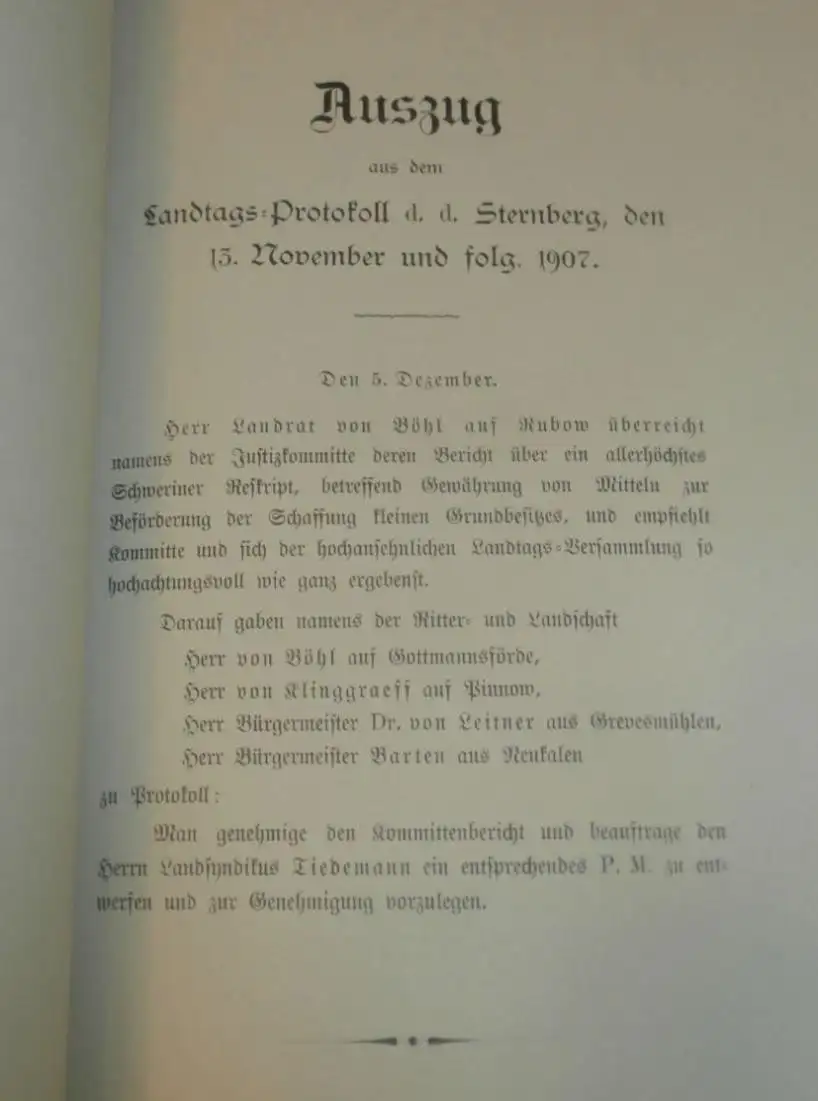 Auszug
aus dem
Landtags-Protokoll d. d. Sternberg, den
13. November und folg. 1907.
Den 5. Dezember.
Herr Landrat von Böhl auf Rubow überreicht
namens der Justizkommitte deren Bericht über ein allerhöchstes
Schweriner Reskript, betreffend Gewährung von Mitteln zur
Beförderung der Schaffung kleinen Grundbesitzes, und empfiehlt
Kommitte und sich der hochansehnlichen Landtags-Versammlung so
hochachtungsvoll wie ganz ergebenst.
Darauf gaben namens der Ritter- und Landschaft
Herr von Böhl auf Gottmannsförde,
Herr von Klinggraeff auf Pinnow,
Herr Bürgermeister Dr. von Leitner aus Grevesmühlen,
Herr Bürgermeister Barten aus Neukalen
zu Protokoll:
Man genehmige den Kommittenbericht und beauftrage den
Herrn Landsyndikus Tiedemann ein entsprechendes P. M. zu ent-
werfen und zur Genehmigung vorzulegen.